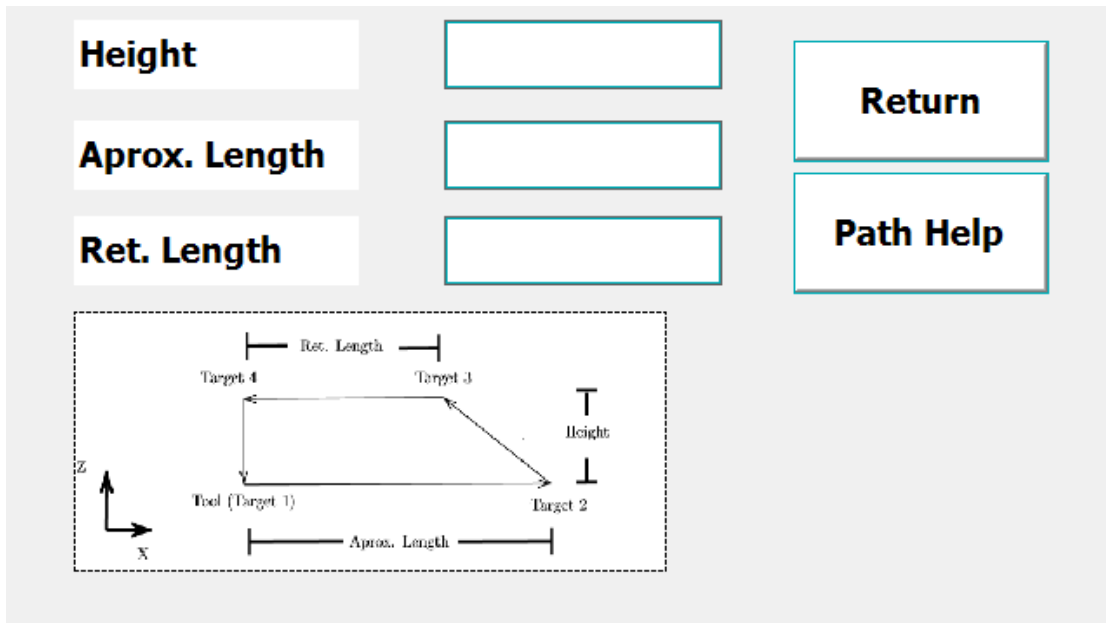 Height
Return
Aprox. Length
Path Help
Ret. Length
Ret. Length
Target 4
Target 3
Height
Z
Tool (Target 1)
Target 2
Aprox. Length
X